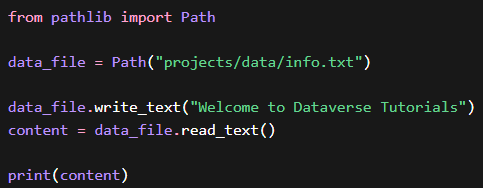 from pathlib import Path
data_file = Path("projects/data/info.txt")
data_file.write_text("Welcome to Dataverse Tutorials")
content = data_file.read_text()
print(content)